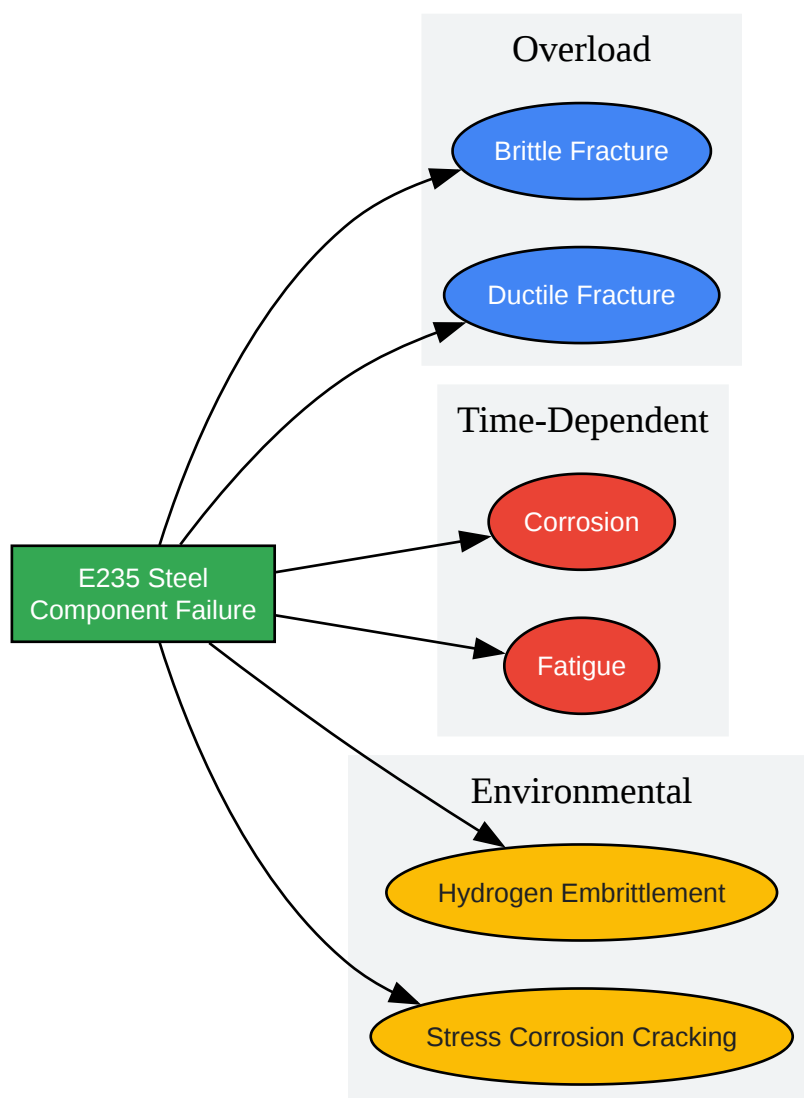 Overload
Brittle Fracture
Ductile Fracture
Time-Dependent
Corrosion
E235 Steel
Component Failure
Fatigue
Environmental
Hydrogen Embrittlement
Stress Corrosion Cracking